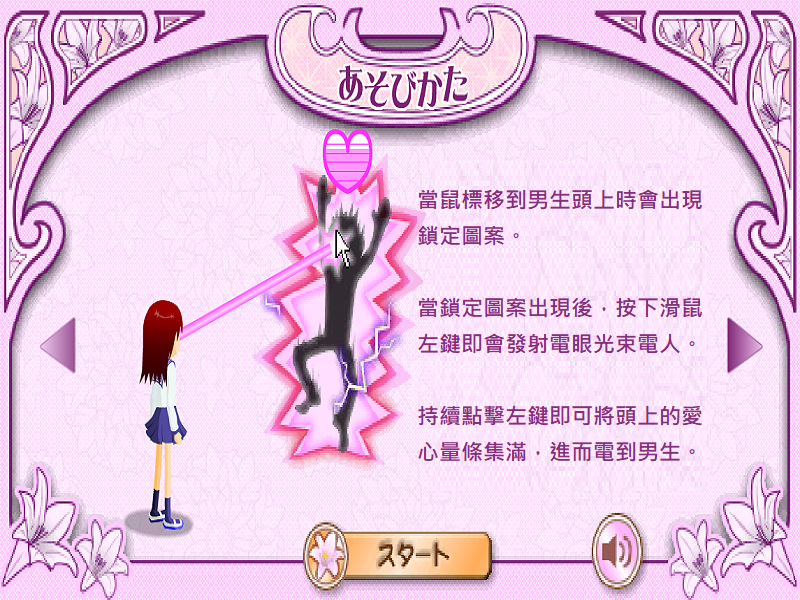 あそびかた
當鼠標移到男生頭上時會出現
鎖定圖案。
當鎖定圖案出現後，按下滑鼠
左鍵即會發射電眼光束電人。
持續點擊左鍵即可將頭上的愛
心量條集滿，進而電到男生。
スタート